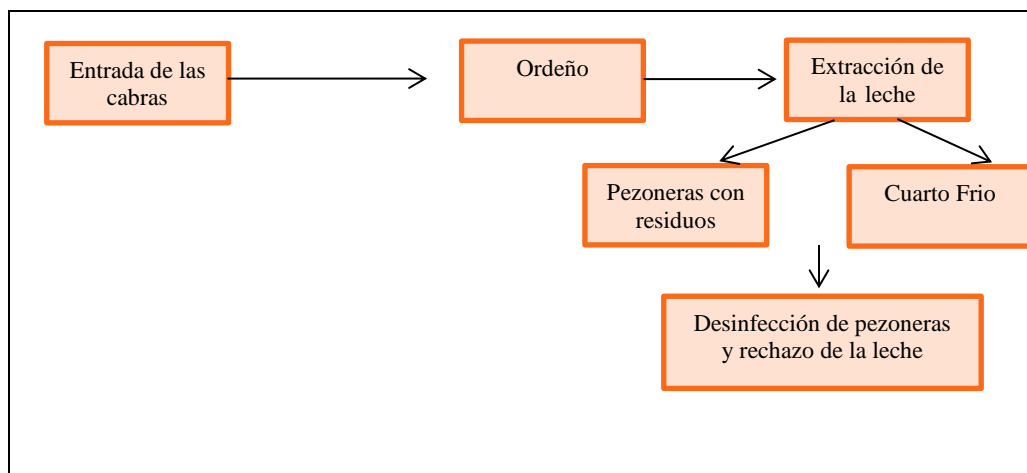 Entrada de las
cabras
Ordeño
Extracción de
la leche
Pezoneras con
residuos
Cuarto Frio
Desinfección de pezoneras
y rechazo de la leche